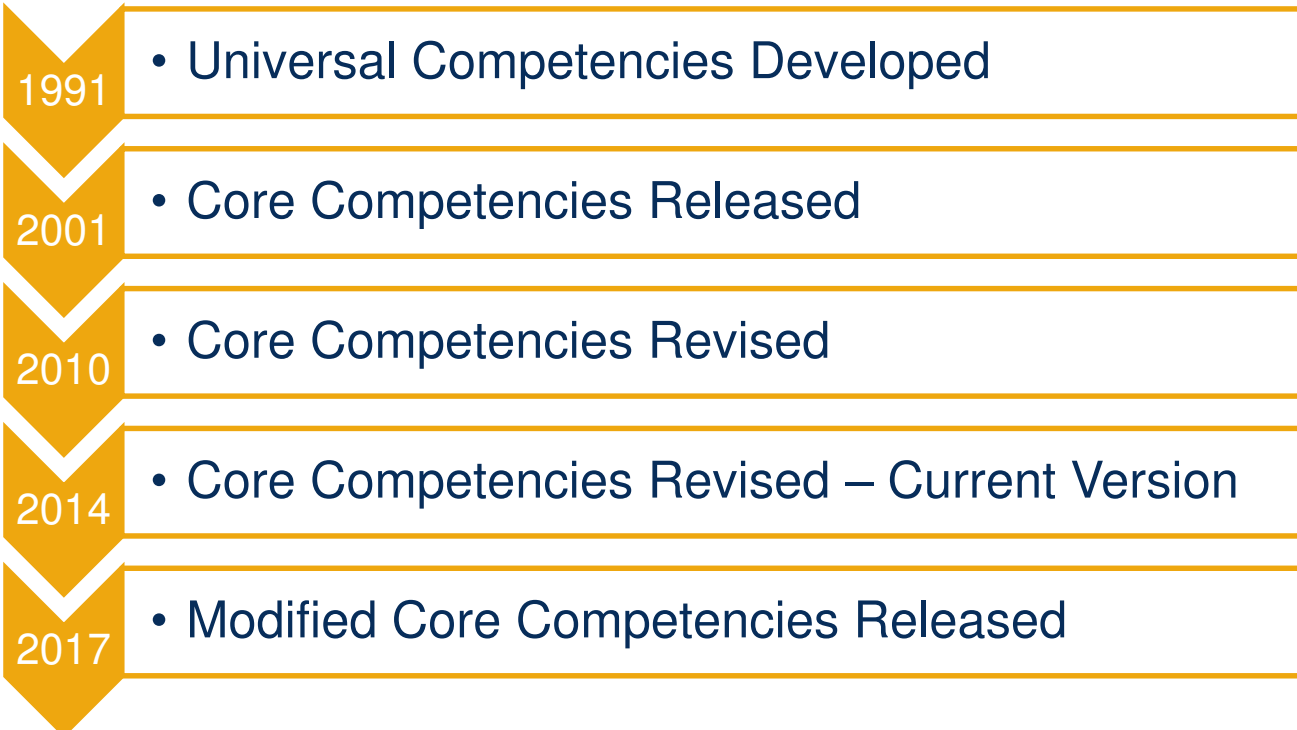 1991
• Universal Competencies Developed
2001
• Core Competencies Released
2010
• Core Competencies Revised
2014
• Core Competencies Revised – Current Version
2017
• Modified Core Competencies Released